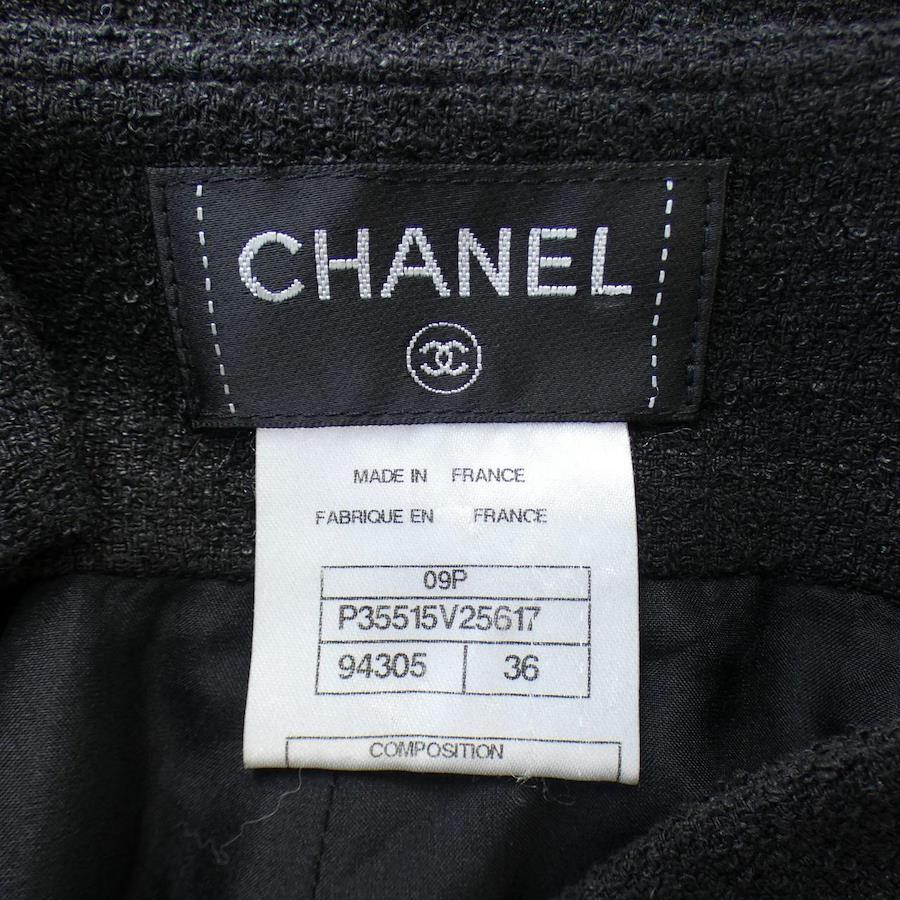 CHANEL
MADE IN FRANCE
FABRIQUE EN FRANCE
09P
P35515V25617
94305 36
COMPOSITION